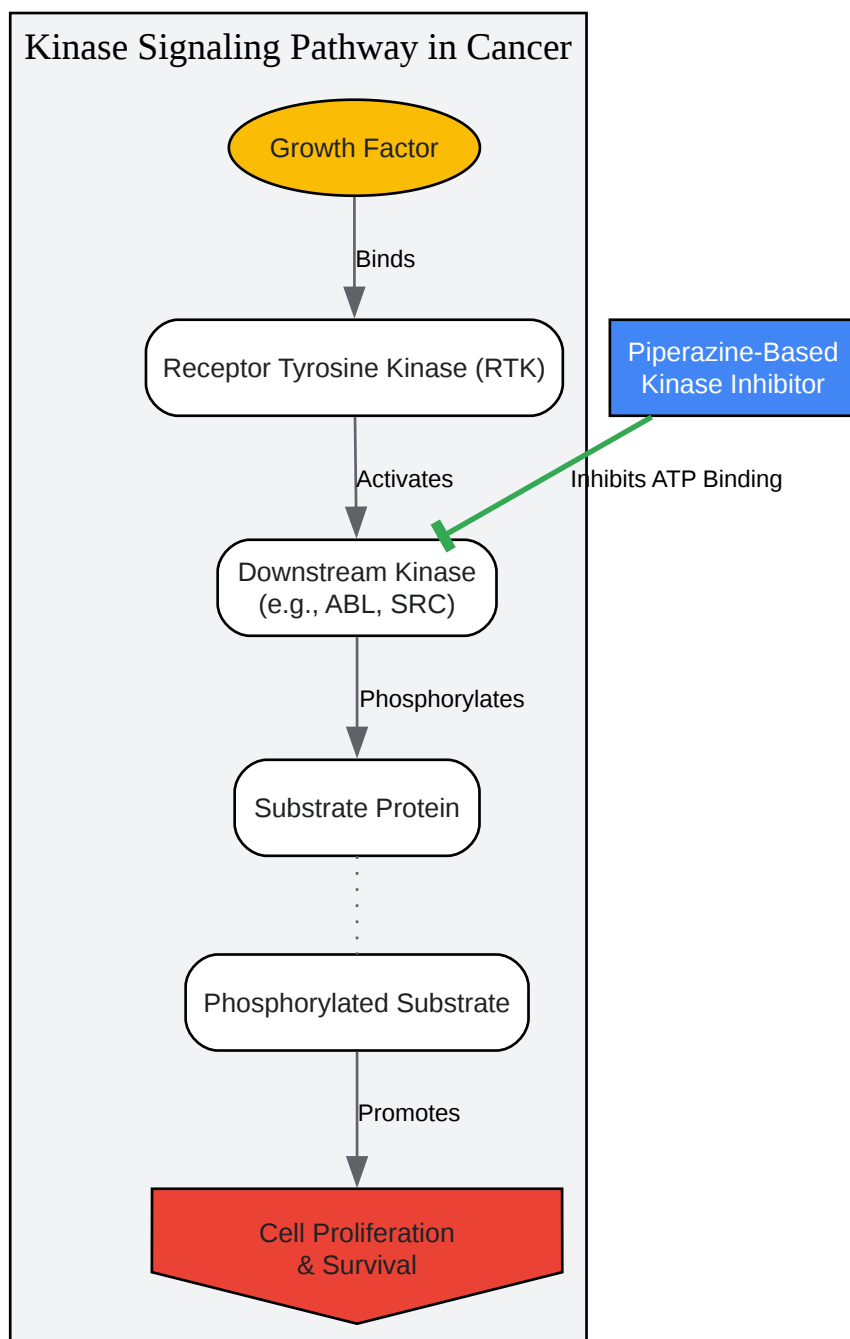 Kinase Signaling Pathway in Cancer
Growth Factor
Binds
Receptor Tyrosine Kinase (RTK)
Piperazine-Based
Kinase Inhibitor
Activates
Inhibits ATP Binding
Downstream Kinase
(e.g., ABL, SRC)
Phosphorylates
Substrate Protein
Phosphorylated Substrate
Promotes
Cell Proliferation
& Survival